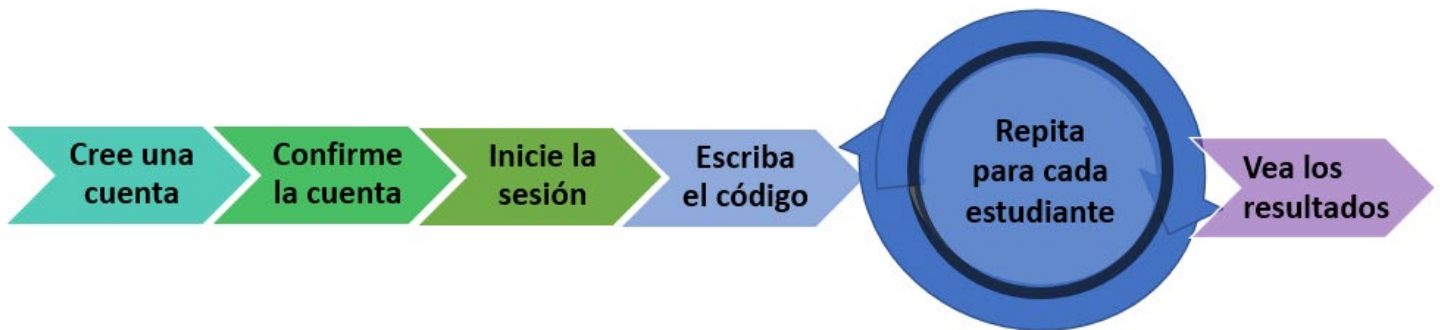 Cree una
cuenta
Confirme
la cuenta
Inicie la
sesión
Escriba
el código
Repita
para cada
estudiante
Vea los
resultados